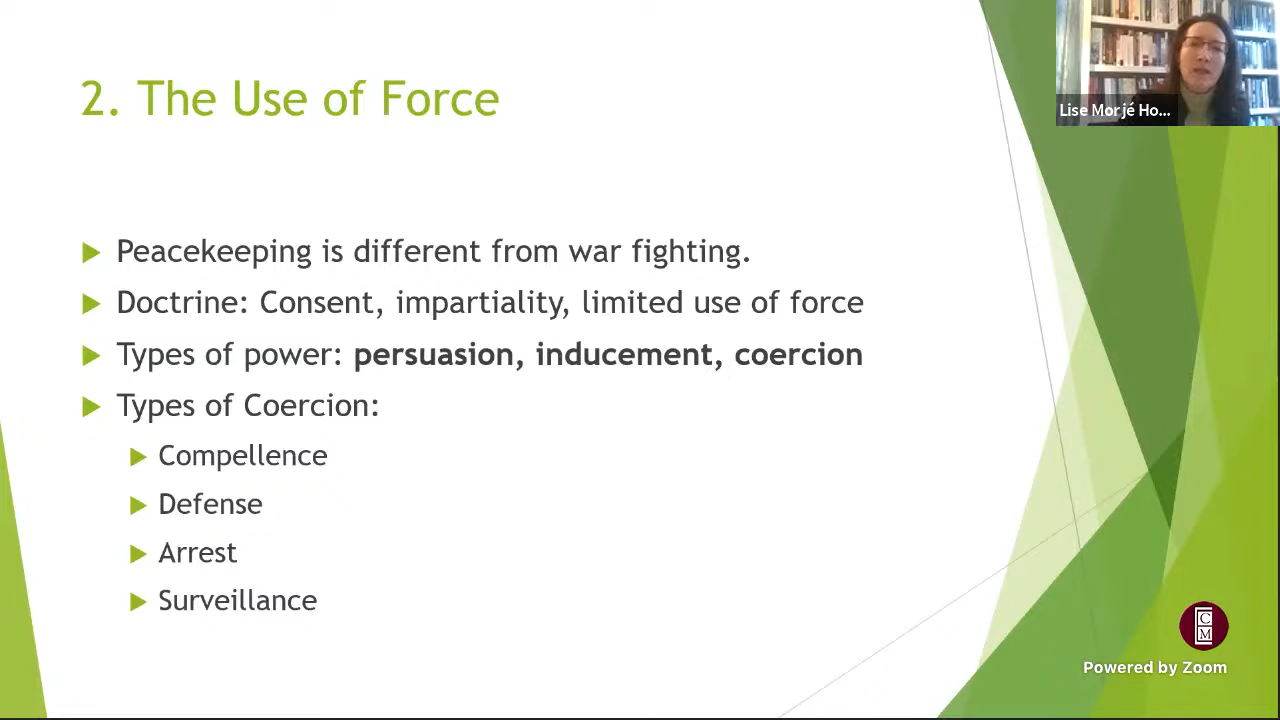 2. The Use of Force
Lise Morjé Ho...
Peacekeeping is different from war fighting.
Doctrine: Consent, impartiality, limited use of force
Types of power: persuasion, inducement, coercion
Types of Coercion:
Compellence
Defense
Arrest
Surveillance
C
M
Powered by Zoom